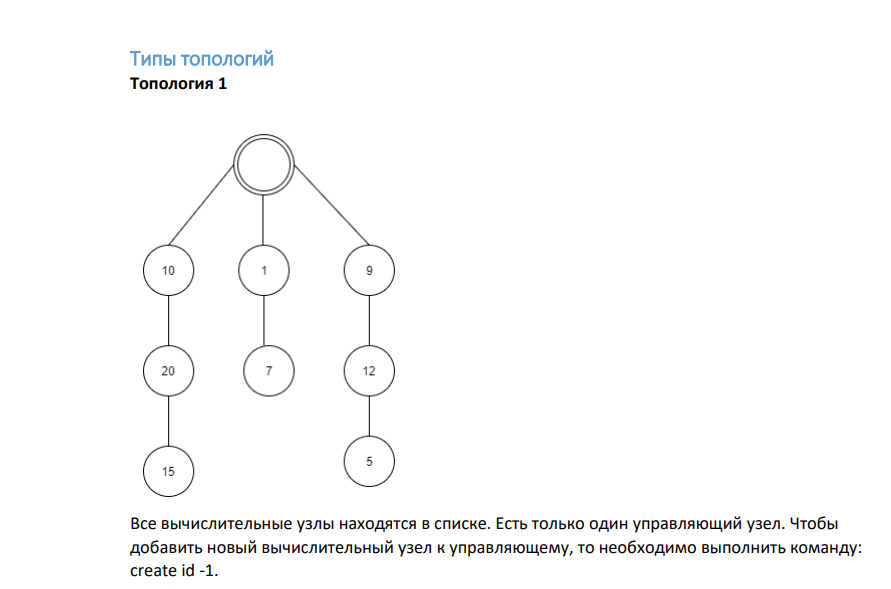 Типы топологий
Топология 1
10
1
9
20
7
12
15
5
Все вычислительные узлы находятся в списке. Есть только один управляющий узел. Чтобы
добавить новый вычислительный узел к управляющему, то необходимо выполнить команду:
create id -1.